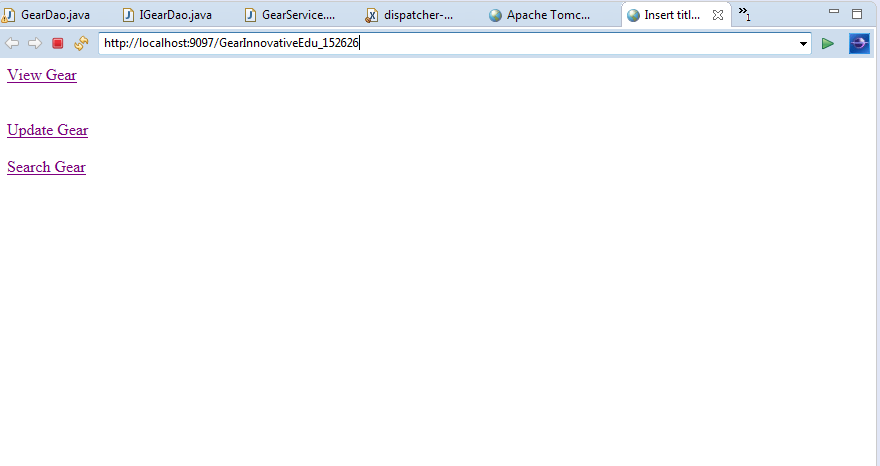 GearDao.java IGearDao.java GearService.... dispatcher-... Apache Tomc... Insert titl... »1
http://localhost:9097/GearInnovativeEdu_152626
View Gear
Update Gear
Search Gear